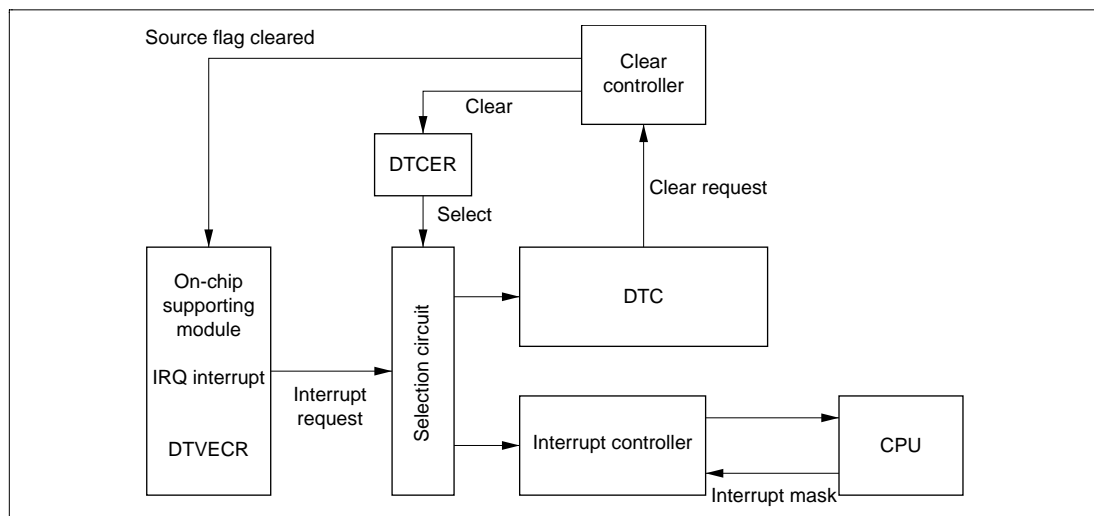 Source flag cleared
Clear
controller
Clear
DTCER
Clear request
Select
On-chip
supporting
module
IRQ interrupt
DTVECR
Interrupt
request
Selection circuit
DTC
Interrupt controller
CPU
Interrupt mask